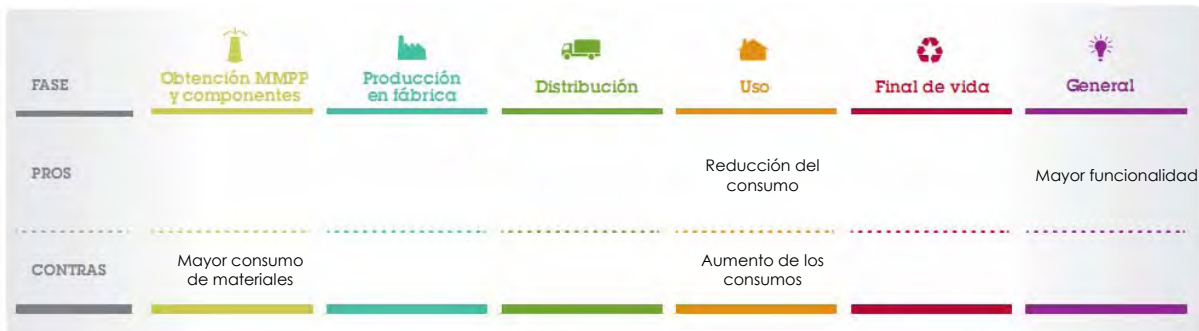 FASE
Obtención MMPP
y componentes
Producción
en fábrica
Distribución
Uso
Final de vida
General
PROS
Reducción del
consumo
Mayor funcionalidad
CONTRAS
Mayor consumo
de materiales
Aumento de los
consumos